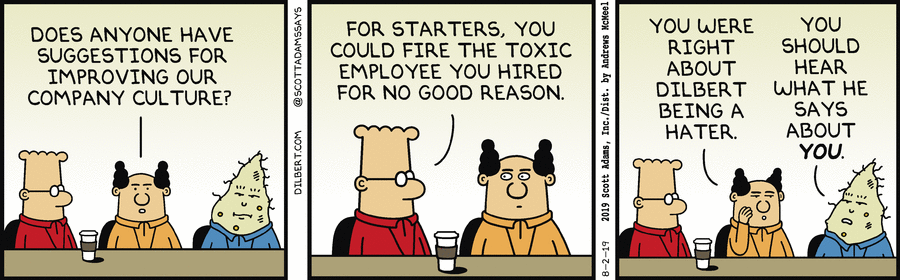 DOES ANYONE HAVE
SUGGESTIONS FOR
IMPROVING OUR
COMPANY CULTURE?
DILBERT.COM @SCOTTADAMSSAYS
FOR STARTERS, YOU
COULD FIRE THE TOXIC
EMPLOYEE YOU HIRED
FOR NO GOOD REASON.
8-2-19 2019 Scott Adams, Inc./Dist. by Andrews McMeel
YOU WERE
RIGHT
ABOUT
DILBERT
BEING A
HATER.
YOU
SHOULD
HEAR
WHAT HE
SAYS
ABOUT
YOU.